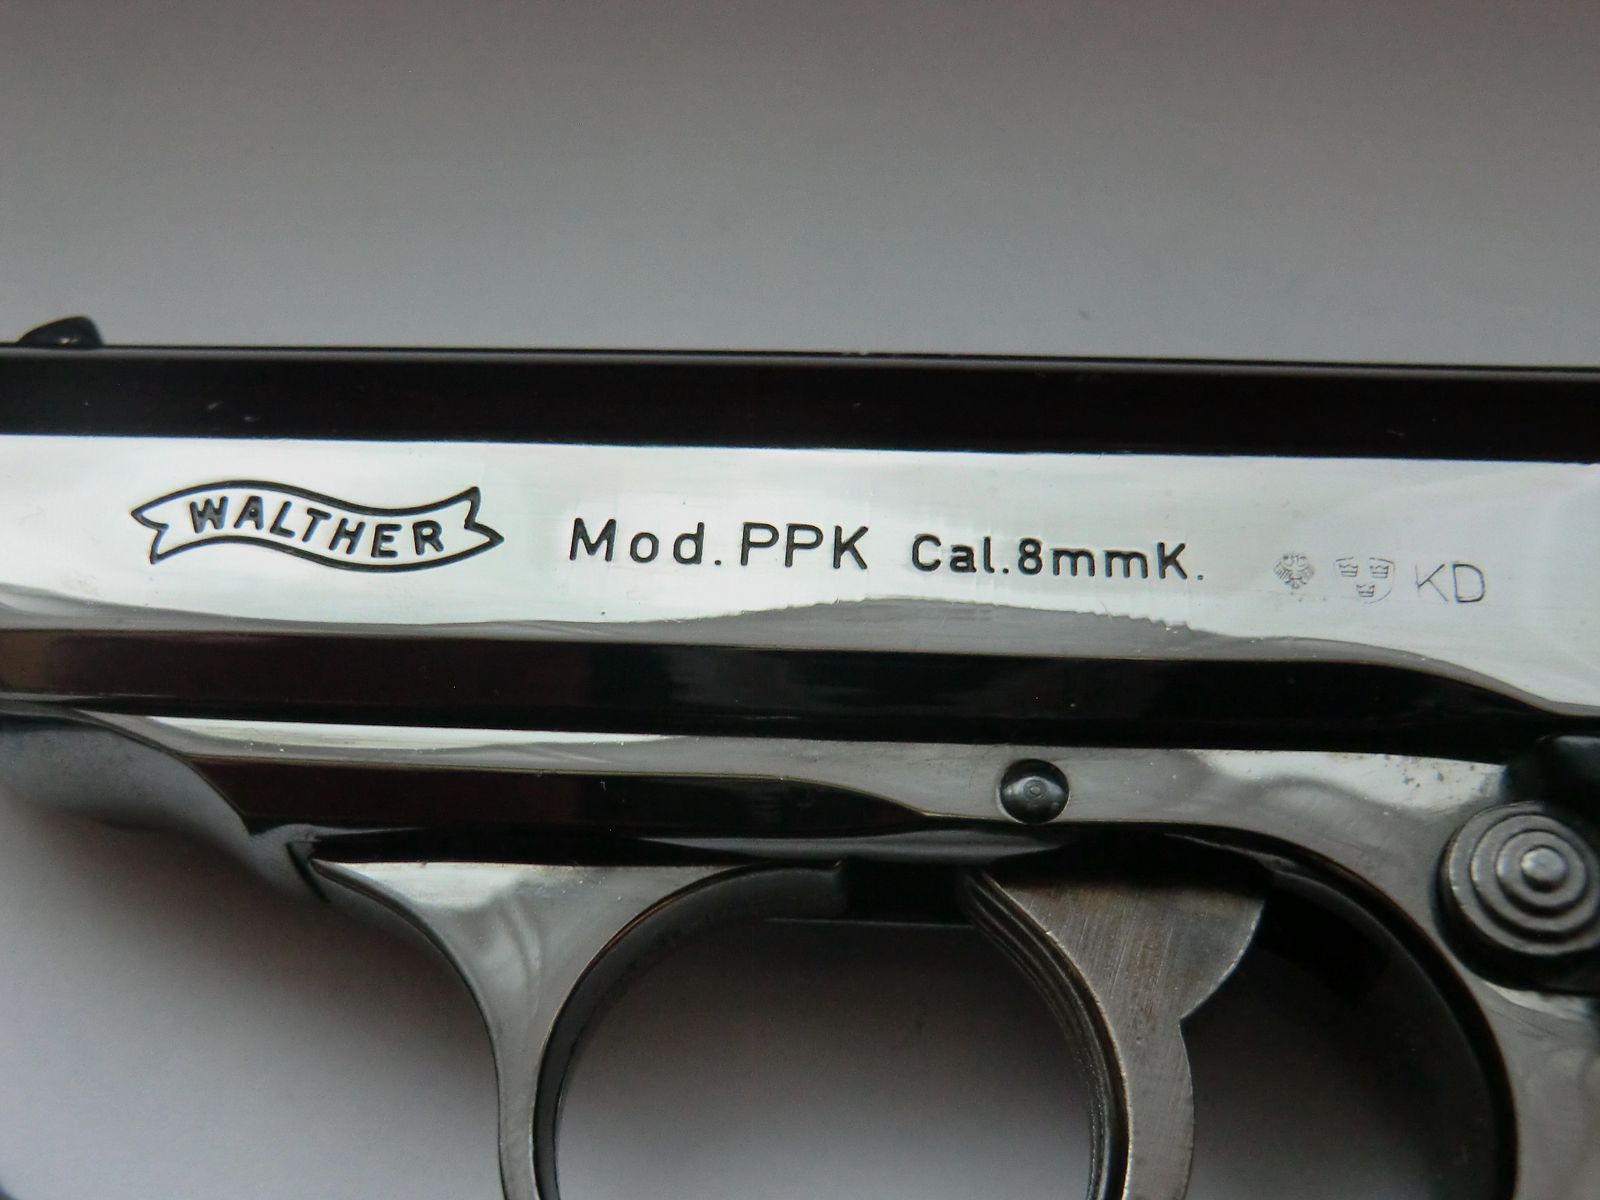 WALTHER Mod. PPK Cal. 8mmK. KD